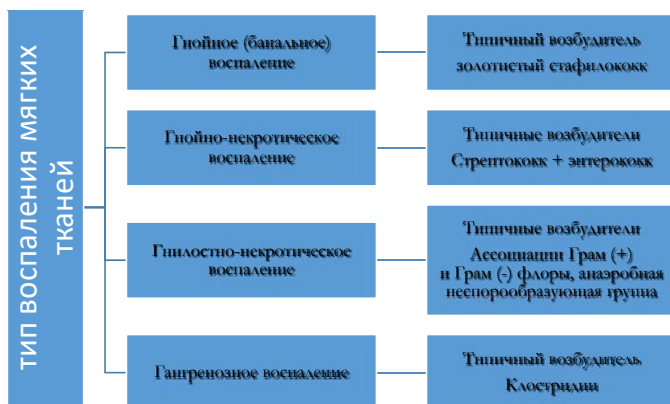 тип воспаления мягких
тканей
Гнойное (банальное)
воспаление
Типичный возбудитель
золотистый стафилококк
Гнойно-некротическое
воспаление
Типичные возбудители
Стрептококк + энтерококк
Гнилостно-некротическое
воспаление
Типичные возбудители
Ассоциации Грам (+)
и Грам (-) флоры, анаэробная
неспорообразующая группа
Гангренозное воспаление
Типичный возбудитель
Клостридии